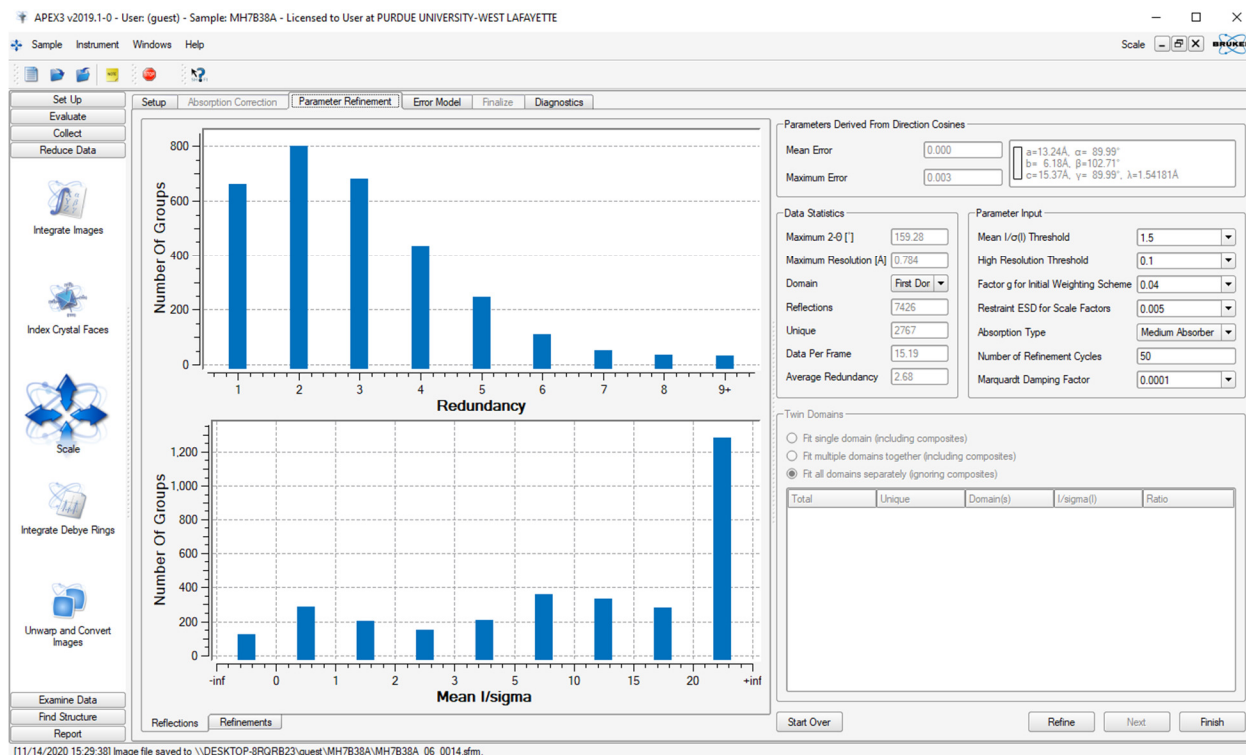 APEX3 v2019.1-0 - User: (guest) - Sample: MH7B38A - Licensed to User at PURDUE UNIVERSITY-WEST LAFAYETTE
Sample Instrument Windows Help
Scale
BRUKER
NOTE
STOP
Set Up
Evaluate
Collect
Reduce Data
Integrate Images
Index Crystal Faces
Scale
Integrate Debye Rings
Unwarp and Convert
Images
Examine Data
Find Structure
Report
Setup Absorption Correction Parameter Refinement Error Model Finalize Diagnostics
Number Of Groups
800
600
400
200
0
1 2 3 4 5 6 7 8 9+
Redundancy
Number Of Groups
1,200
1,000
800
600
400
200
0
-inf 0 1 2 3 5 10 15 20 +inf
Mean I/sigma
Reflections Refinements
Parameters Derived From Direction Cosines
Mean Error 0.000
Maximum Error 0.003
a=13.24Å, α= 89.99°
b= 6.18Å, β=102.71°
c=15.37Å, γ= 89.99°, λ=1.54181Å
Data Statistics
Maximum 2-Θ [°] 159.28
Maximum Resolution [A] 0.784
Domain First Dor
Reflections 7426
Unique 2767
Data Per Frame 15.19
Average Redundancy 2.68
Parameter Input
Mean I/σ(I) Threshold 1.5
High Resolution Threshold 0.1
Factor g for Initial Weighting Scheme 0.04
Restraint ESD for Scale Factors 0.005
Absorption Type Medium Absorber
Number of Refinement Cycles 50
Marquardt Damping Factor 0.0001
Twin Domains
Fit single domain (including composites)
Fit multiple domains together (including composites)
Fit all domains separately (ignoring composites)
Total Unique Domain(s) I/sigma(I) Ratio
Start Over Refine Next Finish
[11/14/2020 15:29:38] Image file saved to \\DESKTOP-8RQRB23\guest\MH7B38A\MH7B38A_06_0014.sfrm.